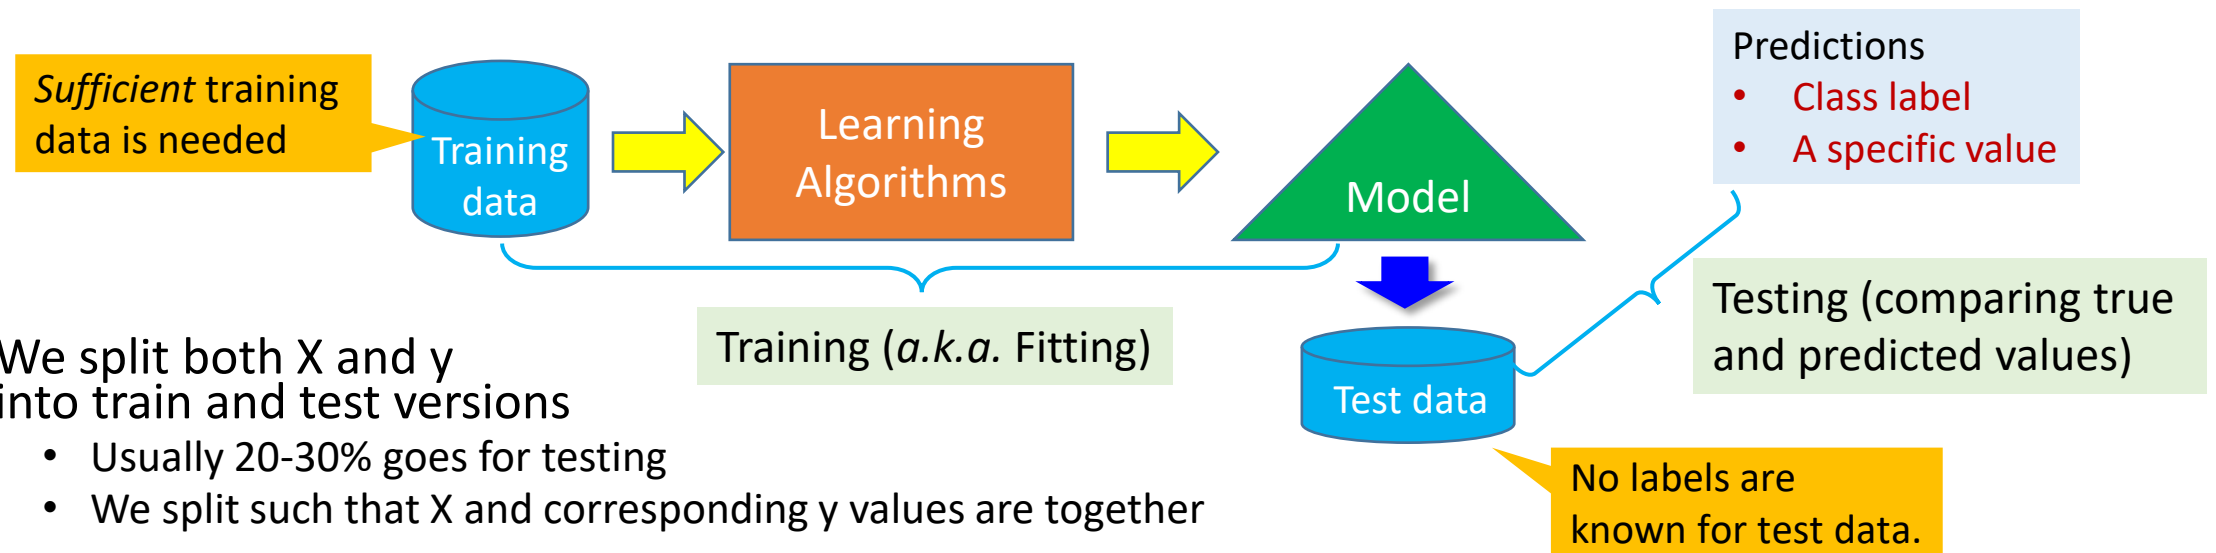 Sufficient training
data is needed
Training
data
Learning
Algorithms
Model
Predictions
• Class label
• A specific value
Training (a.k.a. Fitting)
Testing (comparing true
and predicted values)
Test data
No labels are
known for test data.
We split both X and y
into train and test versions
• Usually 20-30% goes for testing
• We split such that X and corresponding y values are together